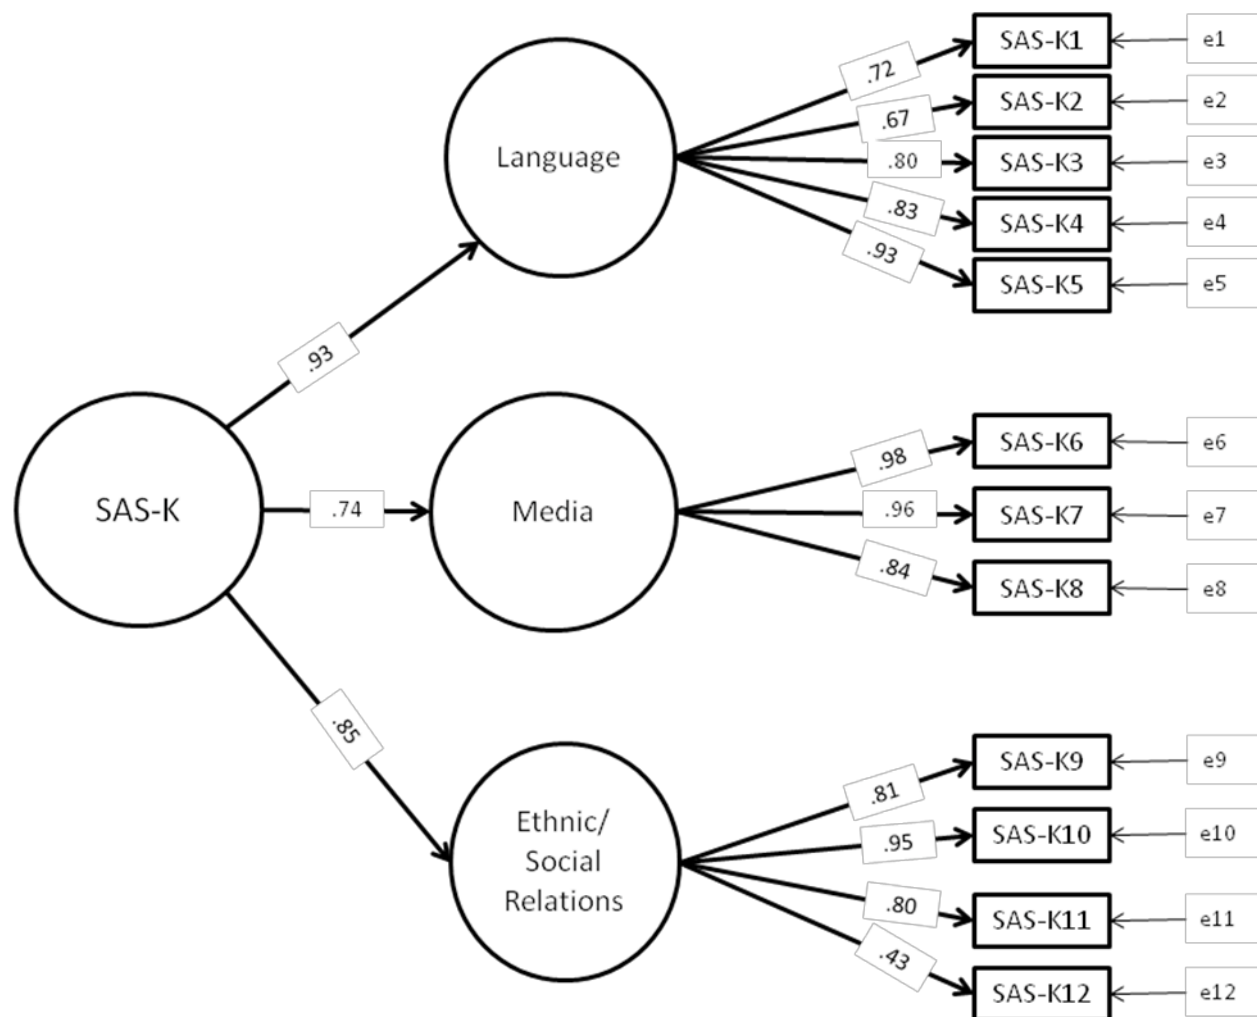 SAS-K
.93
.74
.85
Language
.72
.67
.80
.83
.93
SAS-K1
e1
SAS-K2
e2
SAS-K3
e3
SAS-K4
e4
SAS-K5
e5
Media
.98
.96
.84
SAS-K6
e6
SAS-K7
e7
SAS-K8
e8
Ethnic/
Social
Relations
.81
.95
.80
.43
SAS-K9
e9
SAS-K10
e10
SAS-K11
e11
SAS-K12
e12